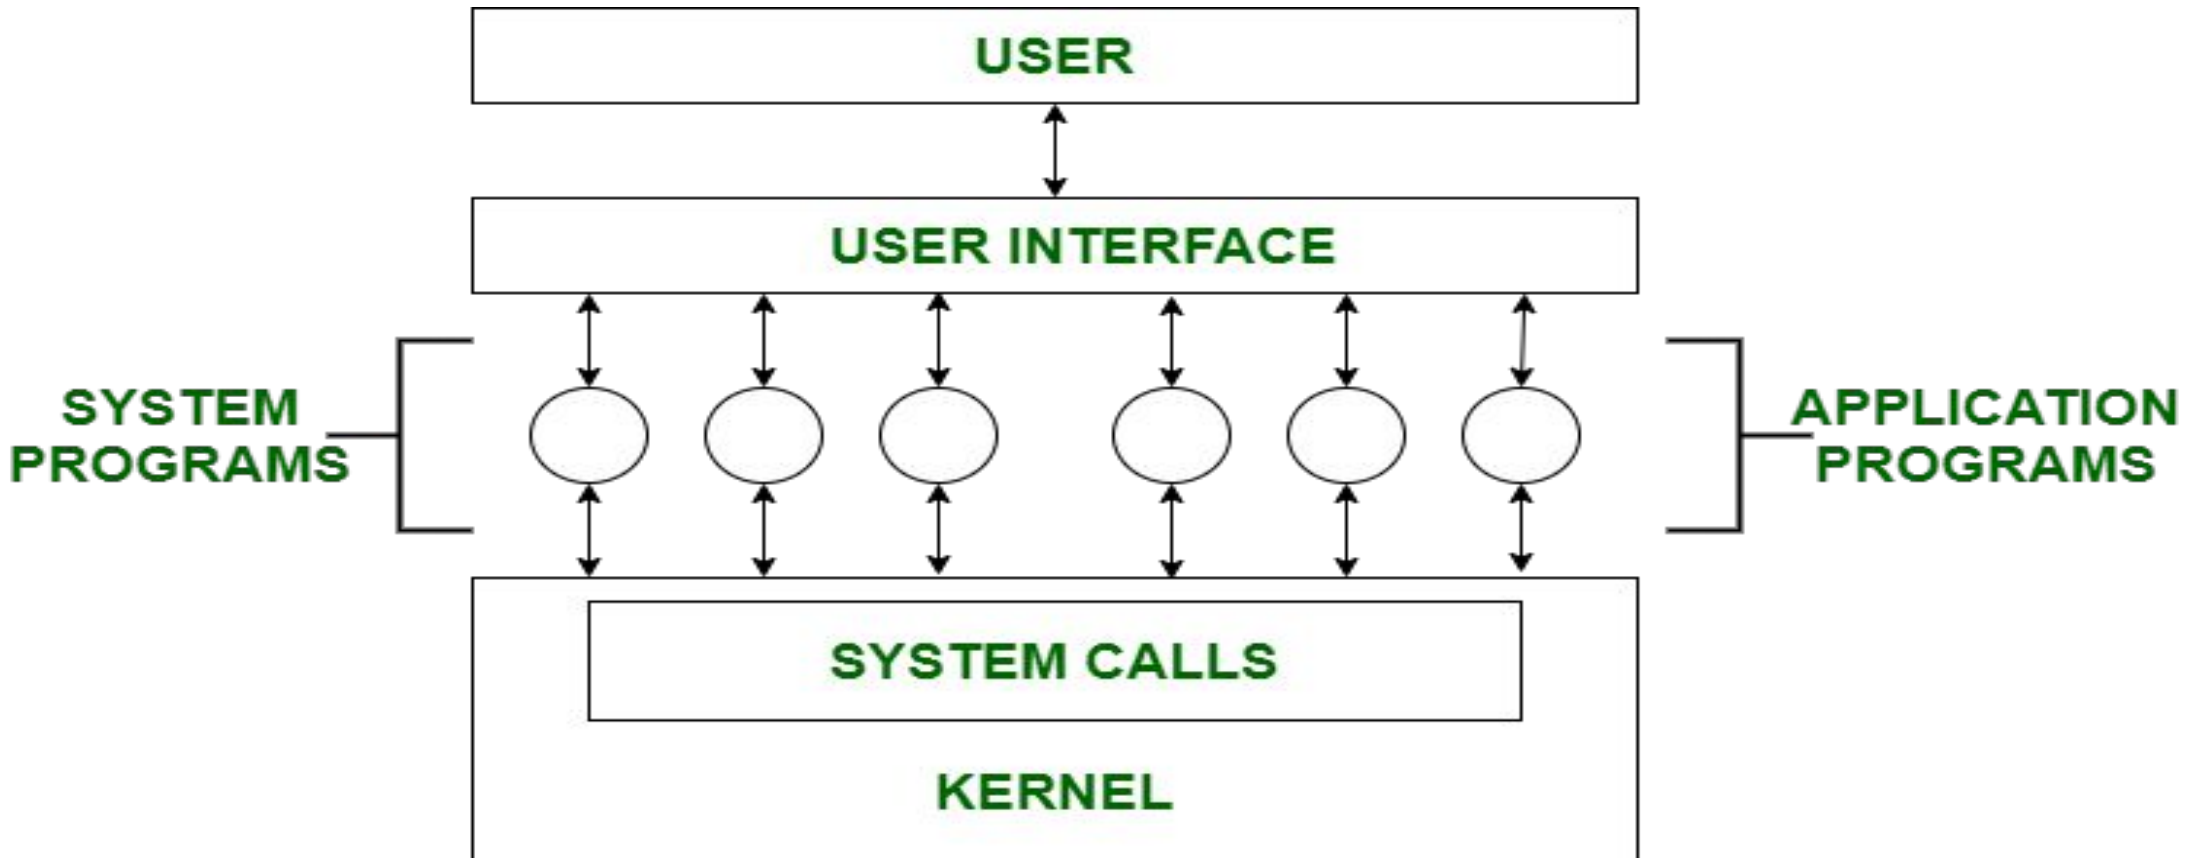 USER
USER INTERFACE
SYSTEM
PROGRAMS
APPLICATION
PROGRAMS
SYSTEM CALLS
KERNEL